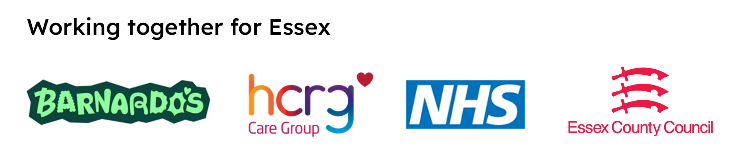 Working together for Essex
BARNARDO'S
hcrg
Care Group
NHS
Essex County Council